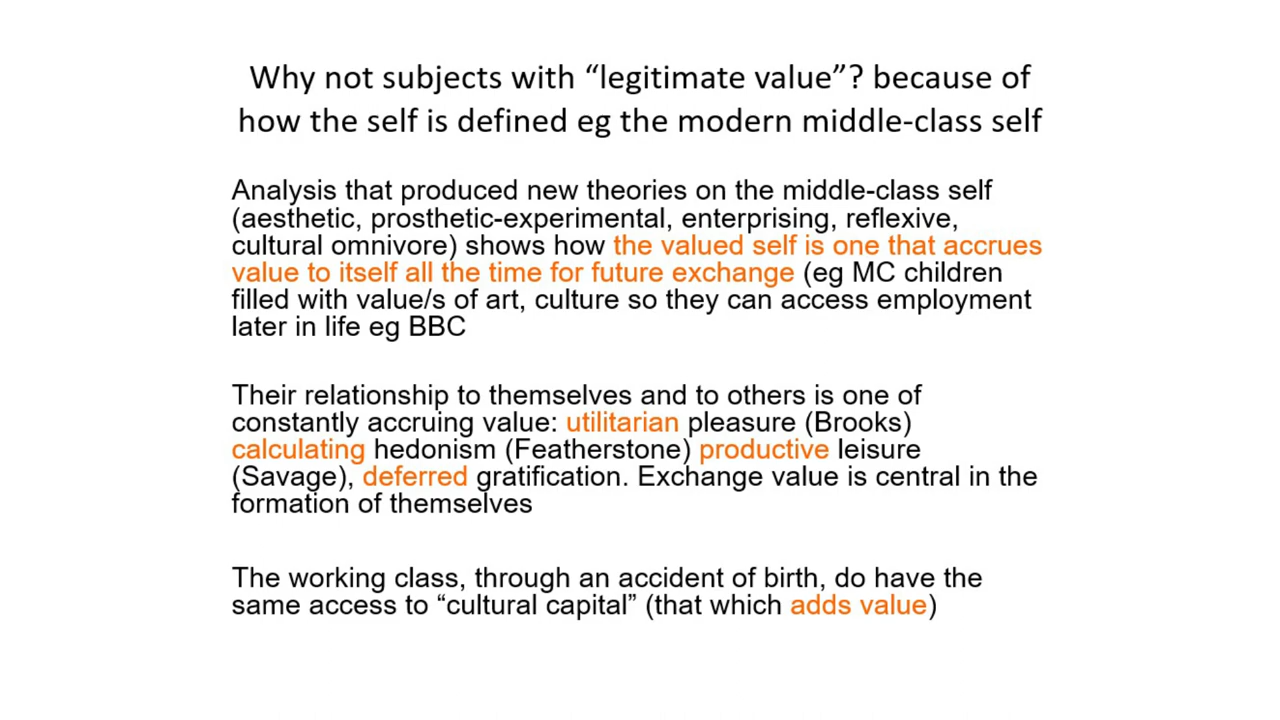 Why not subjects with “legitimate value”? because of
how the self is defined eg the modern middle-class self
Analysis that produced new theories on the middle-class self
(aesthetic, prosthetic-experimental, enterprising, reflexive,
cultural omnivore) shows how the valued self is one that accrues
value to itself all the time for future exchange (eg MC children
filled with value/s of art, culture so they can access employment
later in life eg BBC
Their relationship to themselves and to others is one of
constantly accruing value: utilitarian pleasure (Brooks)
calculating hedonism (Featherstone) productive leisure
(Savage), deferred gratification. Exchange value is central in the
formation of themselves
The working class, through an accident of birth, do have the
same access to “cultural capital” (that which adds value)